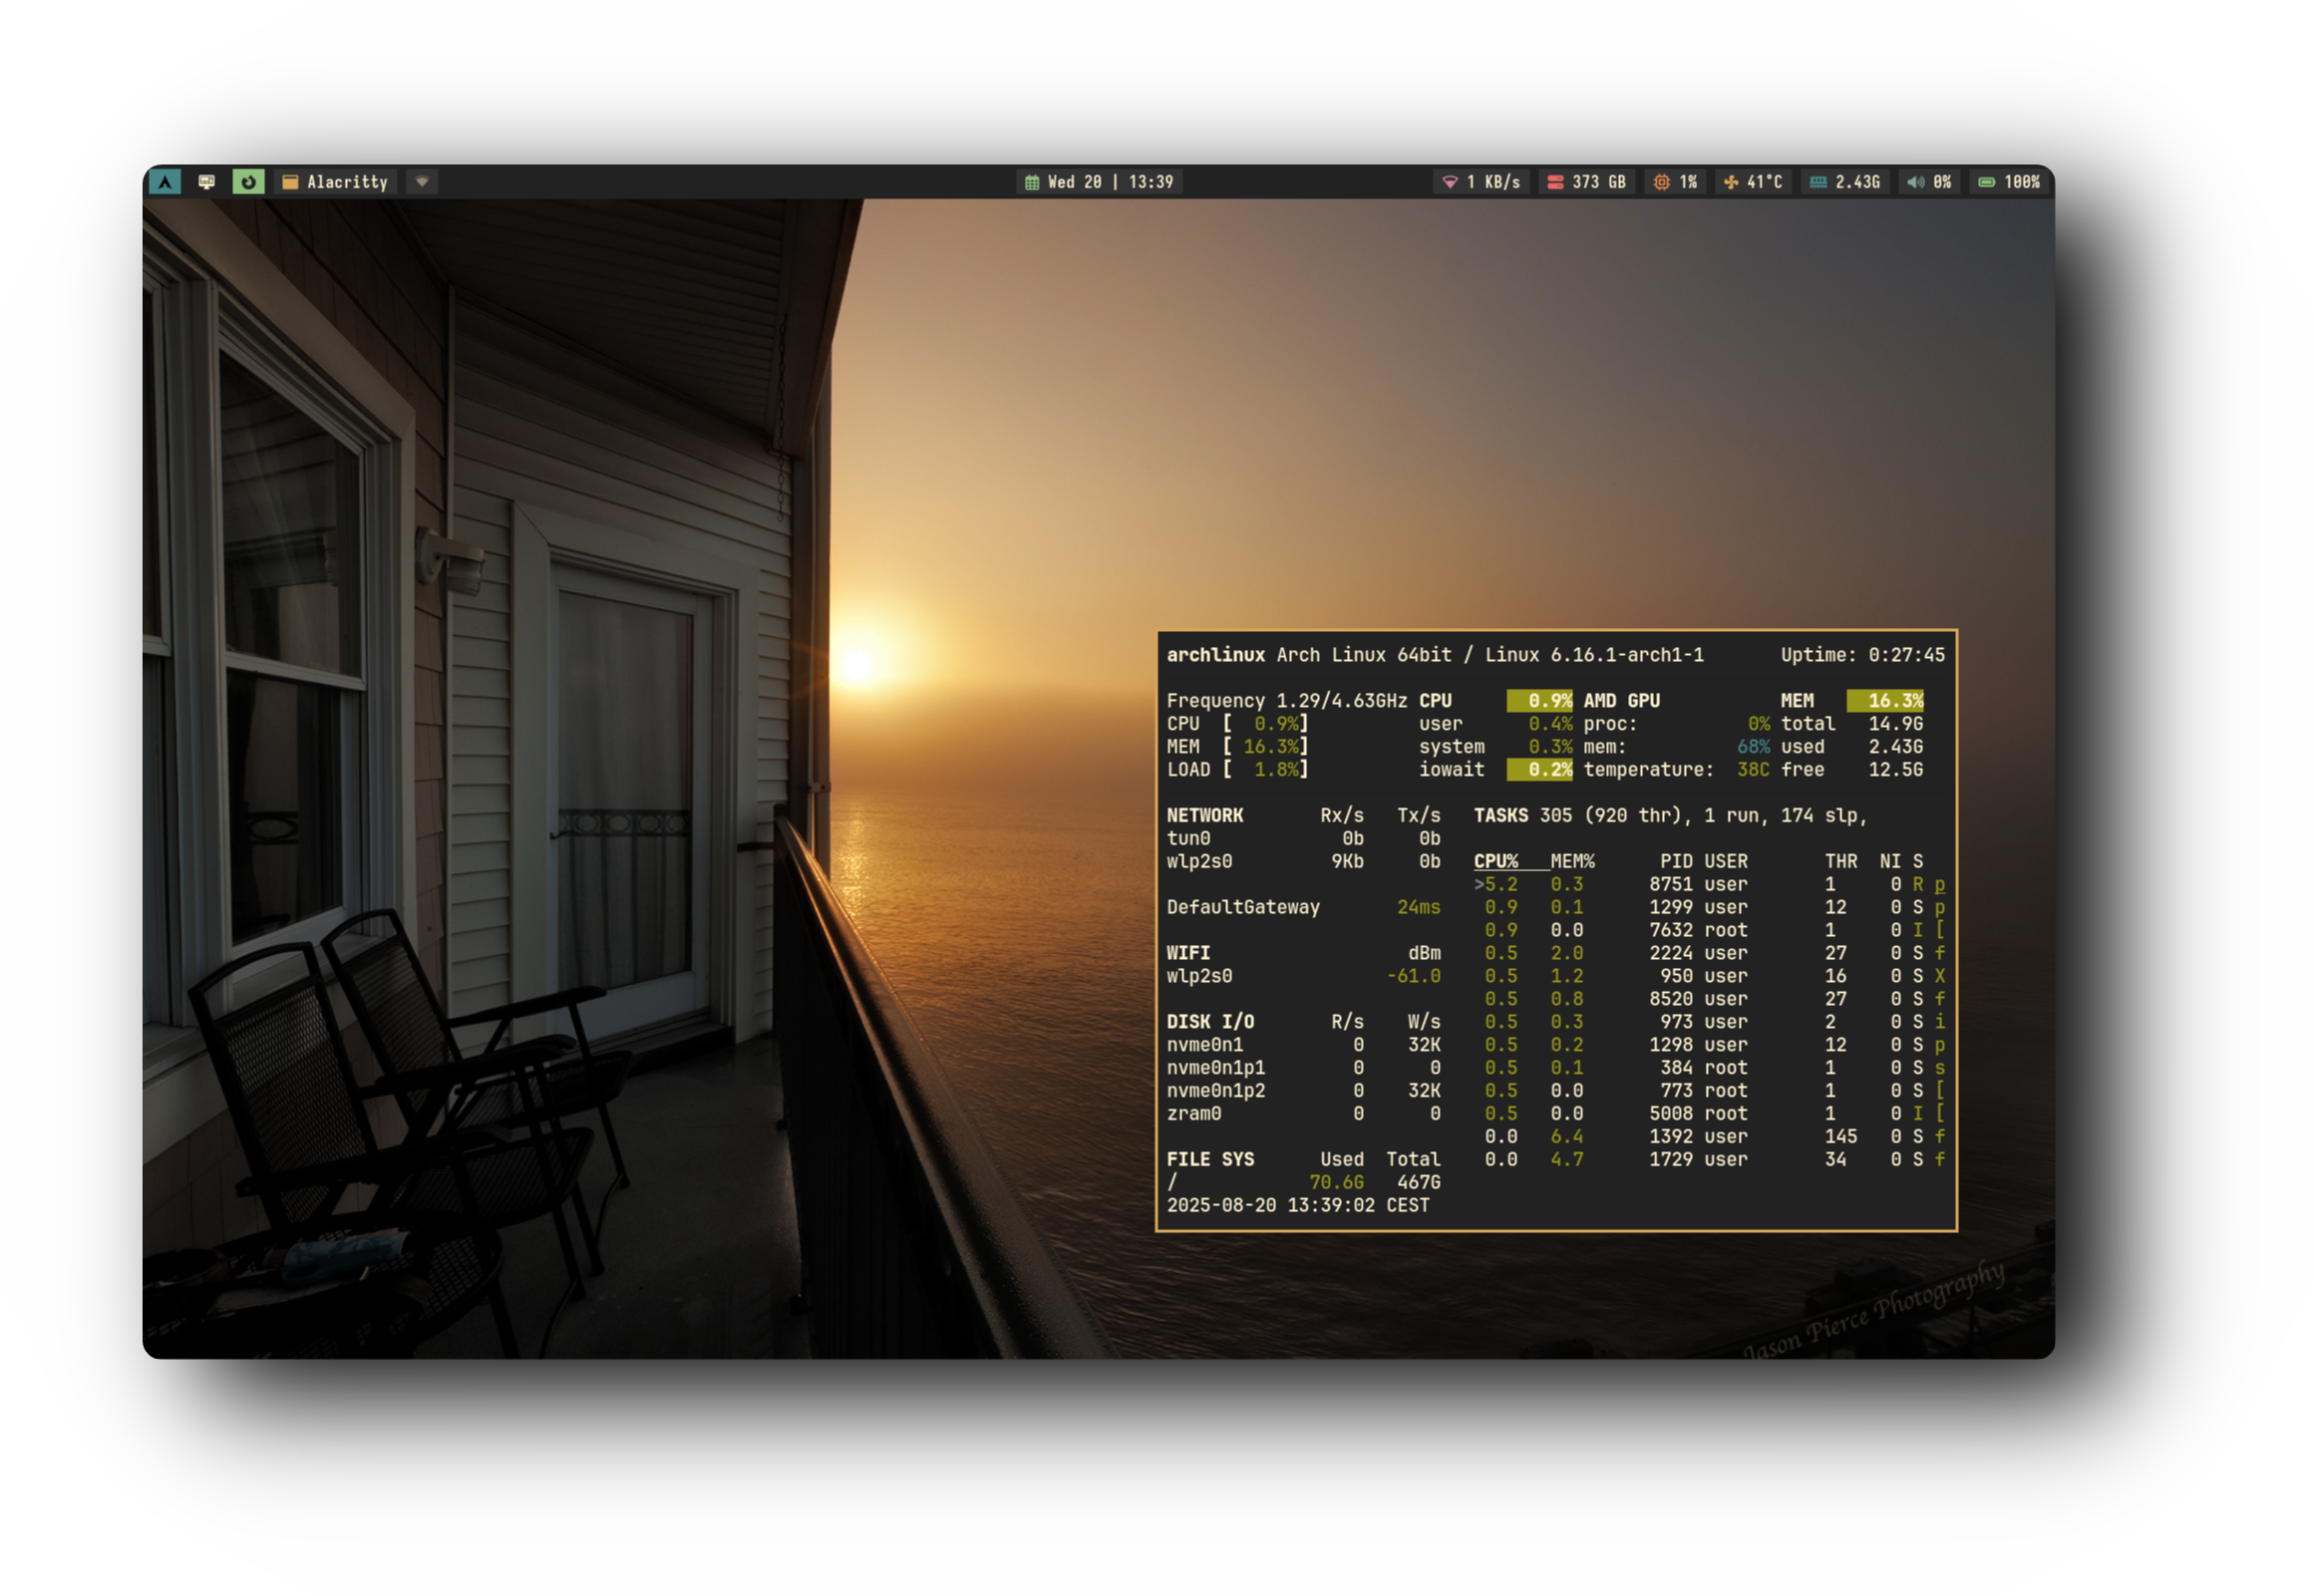 Alacritty Wed 20 | 13:39 1 KB/s 373 GB 1% 41°C 2.43G 0% 100%
archlinux Arch Linux 64bit / Linux 6.16.1-arch1-1 Uptime: 0:27:45
Frequency 1.29/4.63GHz CPU 0.9% AMD GPU MEM 16.3%
CPU [ 0.9%] user 0.4% proc: 0% total 14.9G
MEM [ 16.3%] system 0.3% mem: 68% used 2.43G
LOAD [ 1.8%] iowait 0.2% temperature: 38C free 12.5G
NETWORK Rx/s Tx/s TASKS 305 (920 thr), 1 run, 174 slp,
tun0 0b 0b
wlp2s0 9Kb 0b CPU% MEM% PID USER THR NI S
>5.2 0.3 8751 user 1 0 R p
DefaultGateway 24ms 0.9 0.1 1299 user 12 0 S p
0.9 0.0 7632 root 1 0 I [
WIFI dBm 0.5 2.0 2224 user 27 0 S f
wlp2s0 -61.0 0.5 1.2 950 user 16 0 S X
0.5 0.8 8520 user 27 0 S f
DISK I/O R/s W/s 0.5 0.3 973 user 2 0 S i
nvme0n1 0 32K 0.5 0.2 1298 user 12 0 S p
nvme0n1p1 0 0 0.5 0.1 384 root 1 0 S s
nvme0n1p2 0 32K 0.5 0.0 773 root 1 0 S [
zram0 0 0 0.5 0.0 5008 root 1 0 I [
0.0 6.4 1392 user 145 0 S f
FILE SYS Used Total 0.0 4.7 1729 user 34 0 S f
/ 70.6G 467G
2025-08-20 13:39:02 CEST
Jason Pierce Photography